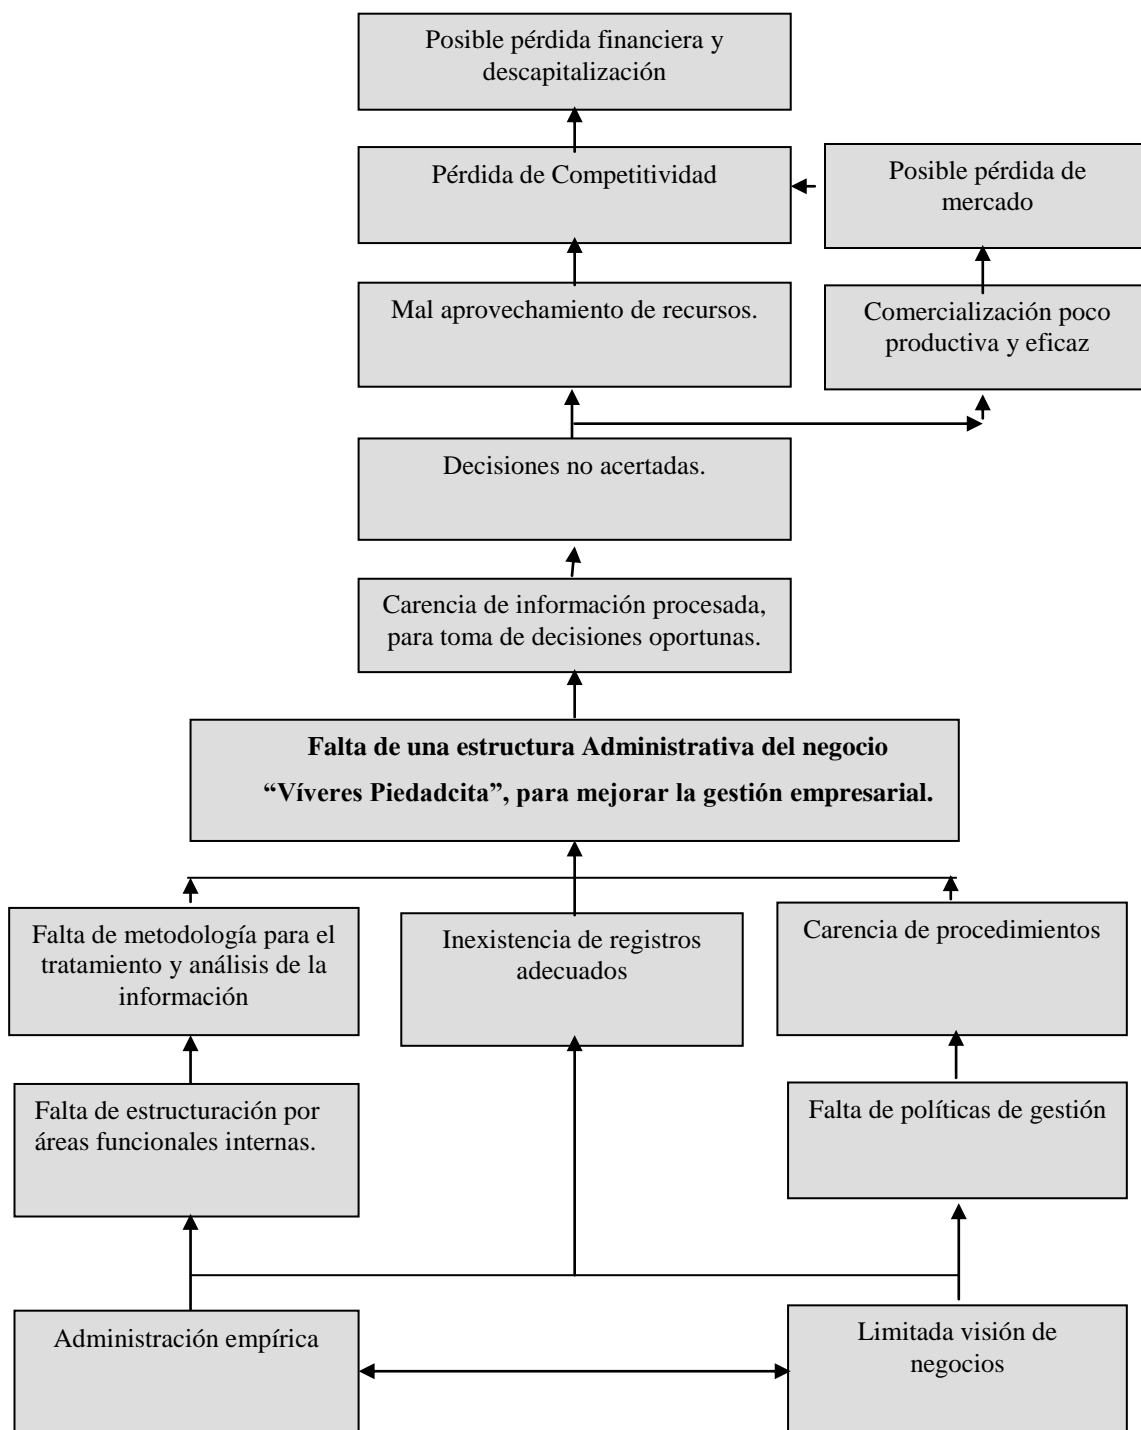 Posible pérdida financiera y
descapitalización
Pérdida de Competitividad
Posible pérdida de
mercado
Mal aprovechamiento de recursos.
Comercialización poco
productiva y eficaz
Decisiones no acertadas.
Carencia de información procesada,
para toma de decisiones oportunas.
Falta de una estructura Administrativa del negocio
“Víveres Piedadcita”, para mejorar la gestión empresarial.
Falta de metodología para el
tratamiento y análisis de la
información
Inexistencia de registros
adecuados
Carencia de procedimientos
Falta de estructuración por
áreas funcionales internas.
Falta de políticas de gestión
Administración empírica
Limitada visión de
negocios